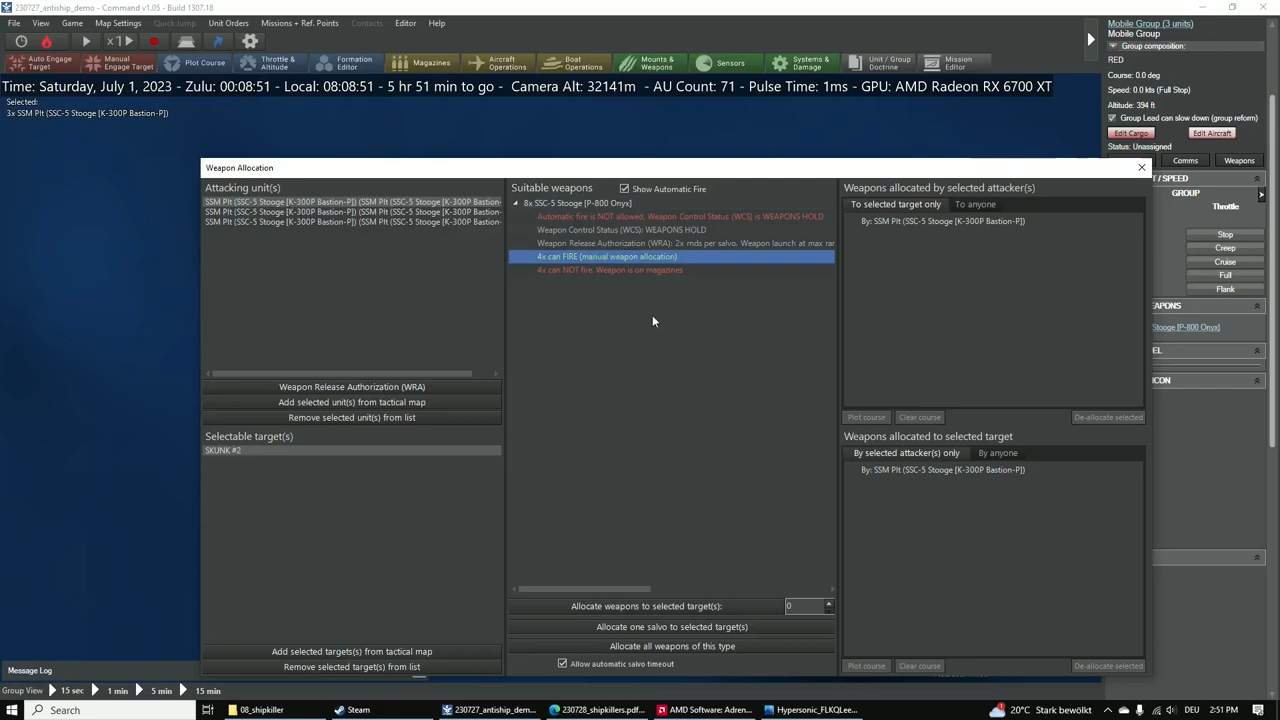 230727_antiship_demo - Command v1.05 - Build 1307.18
File View Game Map Settings Quick Jump Unit Orders Missions + Ref. Points Contacts Editor Help
x1
Auto Engage Target
Manual Engage Target
Plot Course
Throttle & Altitude
Formation Editor
Magazines
Aircraft Operations
Boat Operations
Mounts & Weapons
Sensors
Systems & Damage
Unit / Group Doctrine
Mission Editor
Time: Saturday, July 1, 2023 - Zulu: 00:08:51 - Local: 08:08:51 - 5 hr 51 min to go - Camera Alt: 32141m - AU Count: 71 - Pulse Time: 1ms - GPU: AMD Radeon RX 6700 XT
Selected:
3x SSM Plt (SSC-5 Stooge [K-300P Bastion-P])
Mobile Group (3 units)
Mobile Group
Group composition:
RED
Course: 0.0 deg
Speed: 0.0 kts (Full Stop)
Altitude: 394 ft
Group Lead can slow down (group reform)
Edit Cargo Edit Aircraft
Status: Unassigned
Comms Weapons
T / SPEED
GROUP
Throttle
Stop
Creep
Cruise
Full
Flank
EAPONS
Stooge [P-800 Onyx]
EL
ICON
Weapon Allocation
Attacking unit(s)
SSM Plt (SSC-5 Stooge [K-300P Bastion-P]) (SSM Plt (SSC-5 Stooge [K-300P Bastion-
SSM Plt (SSC-5 Stooge [K-300P Bastion-P]) (SSM Plt (SSC-5 Stooge [K-300P Bastion-
SSM Plt (SSC-5 Stooge [K-300P Bastion-P]) (SSM Plt (SSC-5 Stooge [K-300P Bastion-
Weapon Release Authorization (WRA)
Add selected unit(s) from tactical map
Remove selected unit(s) from list
Selectable target(s)
SKUNK #2
Add selected targets(s) from tactical map
Remove selected target(s) from list
Suitable weapons Show Automatic Fire
8x SSC-5 Stooge [P-800 Onyx]
Automatic fire is NOT allowed, Weapon Control Status (WCS) is WEAPONS HOLD
Weapon Control Status (WCS): WEAPONS HOLD
Weapon Release Authorization (WRA): 2x rnds per salvo. Weapon launch at max ran
4x can FIRE (manual weapon allocation)
4x can NOT fire. Weapon is on magazines
Allocate weapons to selected target(s): 0
Allocate one salvo to selected target(s)
Allocate all weapons of this type
Allow automatic salvo timeout
Weapons allocated by selected attacker(s)
To selected target only To anyone
By: SSM Plt (SSC-5 Stooge [K-300P Bastion-P])
Plot course Clear course De-allocate selected
Weapons allocated to selected target
By selected attacker(s) only By anyone
By: SSM Plt (SSC-5 Stooge [K-300P Bastion-P])
Plot course Clear course De-allocate selected
Message Log
Group View 15 sec 1 min 5 min 15 min
Search
08_shipkiller
Steam
230727_antiship_dem...
230728_shipkillers.pdf...
AMD Software: Adren...
Hypersonic_FLKQLee...
20°C Stark bewölkt
DEU
2:51 PM